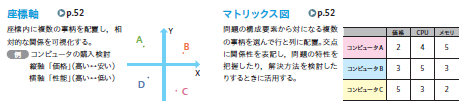 座標軸 p.52
座標内に複数の事柄を配置し、相
対的な関係を可視化する。
例 コンピュータの購入検討
縦軸「価格」(高い⇔安い)
横軸「性能」(高い⇔低い)
Y
A
B
X
D
C
マトリックス図 p.52
問題の構成要素から対になる複数
の事柄を選んで行と列に配置。交点
に関係性を表記し、問題の特性を
把握したり、解決方法を検討した
りするときに活用する。
価格 CPU メモリ
コンピュータA 2 4 5
コンピュータB 3 5 3
コンピュータC 5 3 2